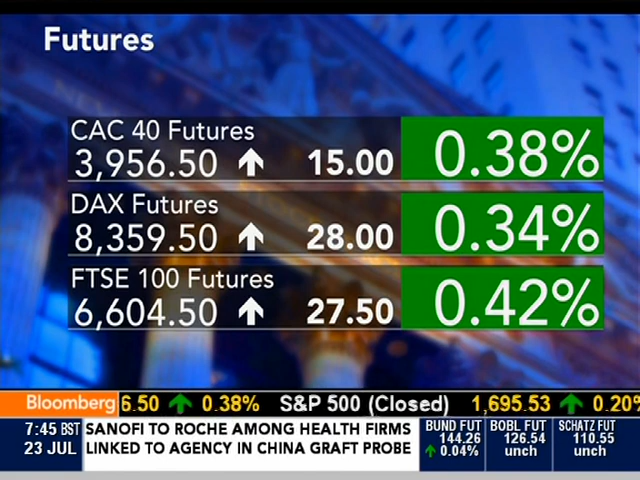 Futures
CAC 40 Futures
3,956.50 ↑ 15.00 0.38%
DAX Futures
8,359.50 ↑ 28.00 0.34%
FTSE 100 Futures
6,604.50 ↑ 27.50 0.42%
Bloomberg 6.50 ↑ 0.38% S&P 500 (Closed) 1,695.53 ↑ 0.20%
7:45 BST
23 JUL
SANOFI TO ROCHE AMONG HEALTH FIRMS
LINKED TO AGENCY IN CHINA GRAFT PROBE
BUND FUT
144.26
↑ 0.04%
BOBL FUT
126.54
unch
SCHATZ FUT
110.55
unch